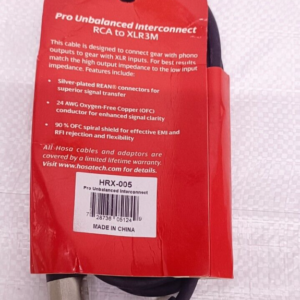 Pro Unbalanced Interconnect
RCA to XLR3M
This cable is designed to connect gear with phono
outputs to gear with XLR inputs. For best results,
match the high output impedance to the low input
impedance. Features include:
• Silver-plated REAN® connectors for
superior signal transfer
• 24 AWG Oxygen-Free Copper (OFC)
conductor for enhanced signal clarity
• 90 % OFC spiral shield for effective EMI and
RFI rejection and flexibility
All Hosa cables and adaptors are
covered by a limited lifetime warranty.
Visit www.hosatech.com for details.
HRX-005
Pro Unbalanced Interconnect
MADE IN CHINA